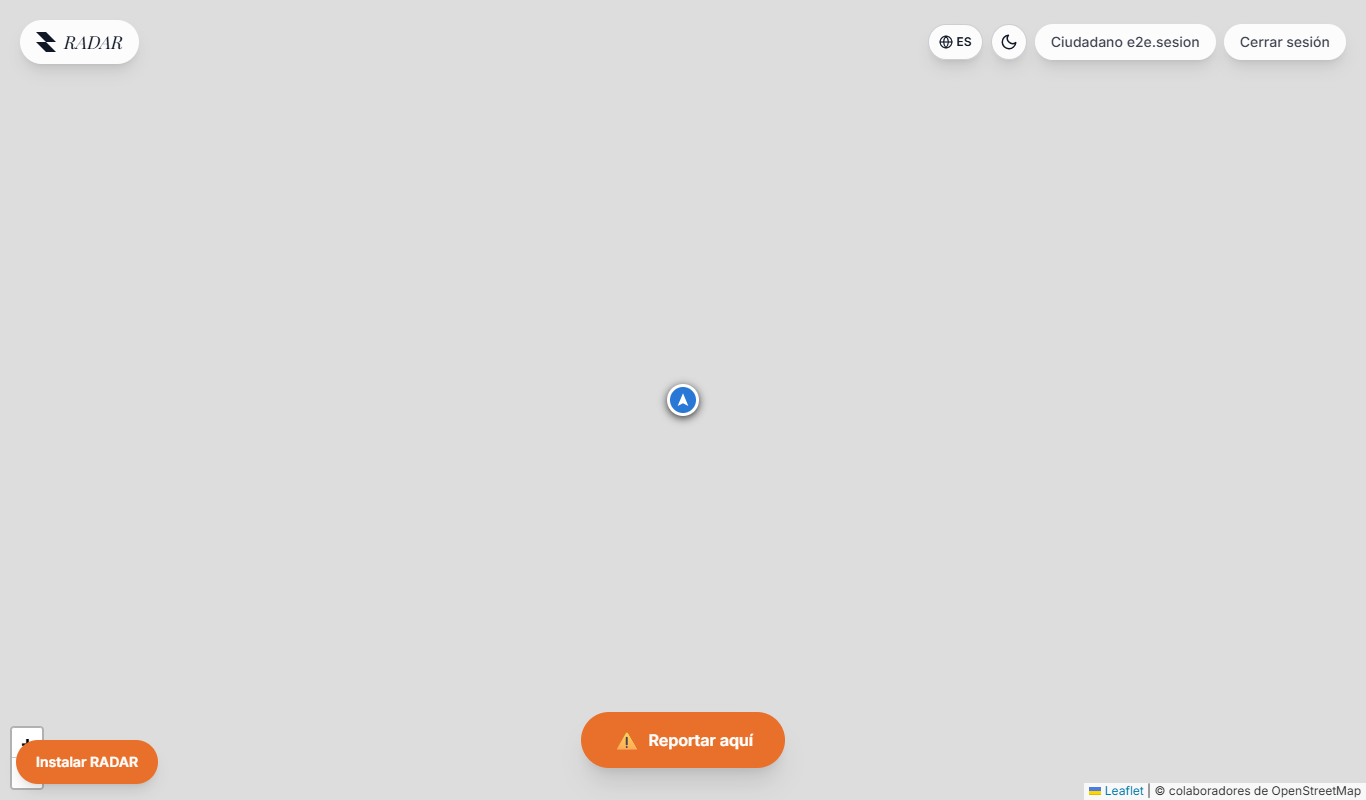 RADAR
ES
Ciudadano e2e.sesion
Cerrar sesión
Reportar aquí
Instalar RADAR
Leaflet | © colaboradores de OpenStreetMap